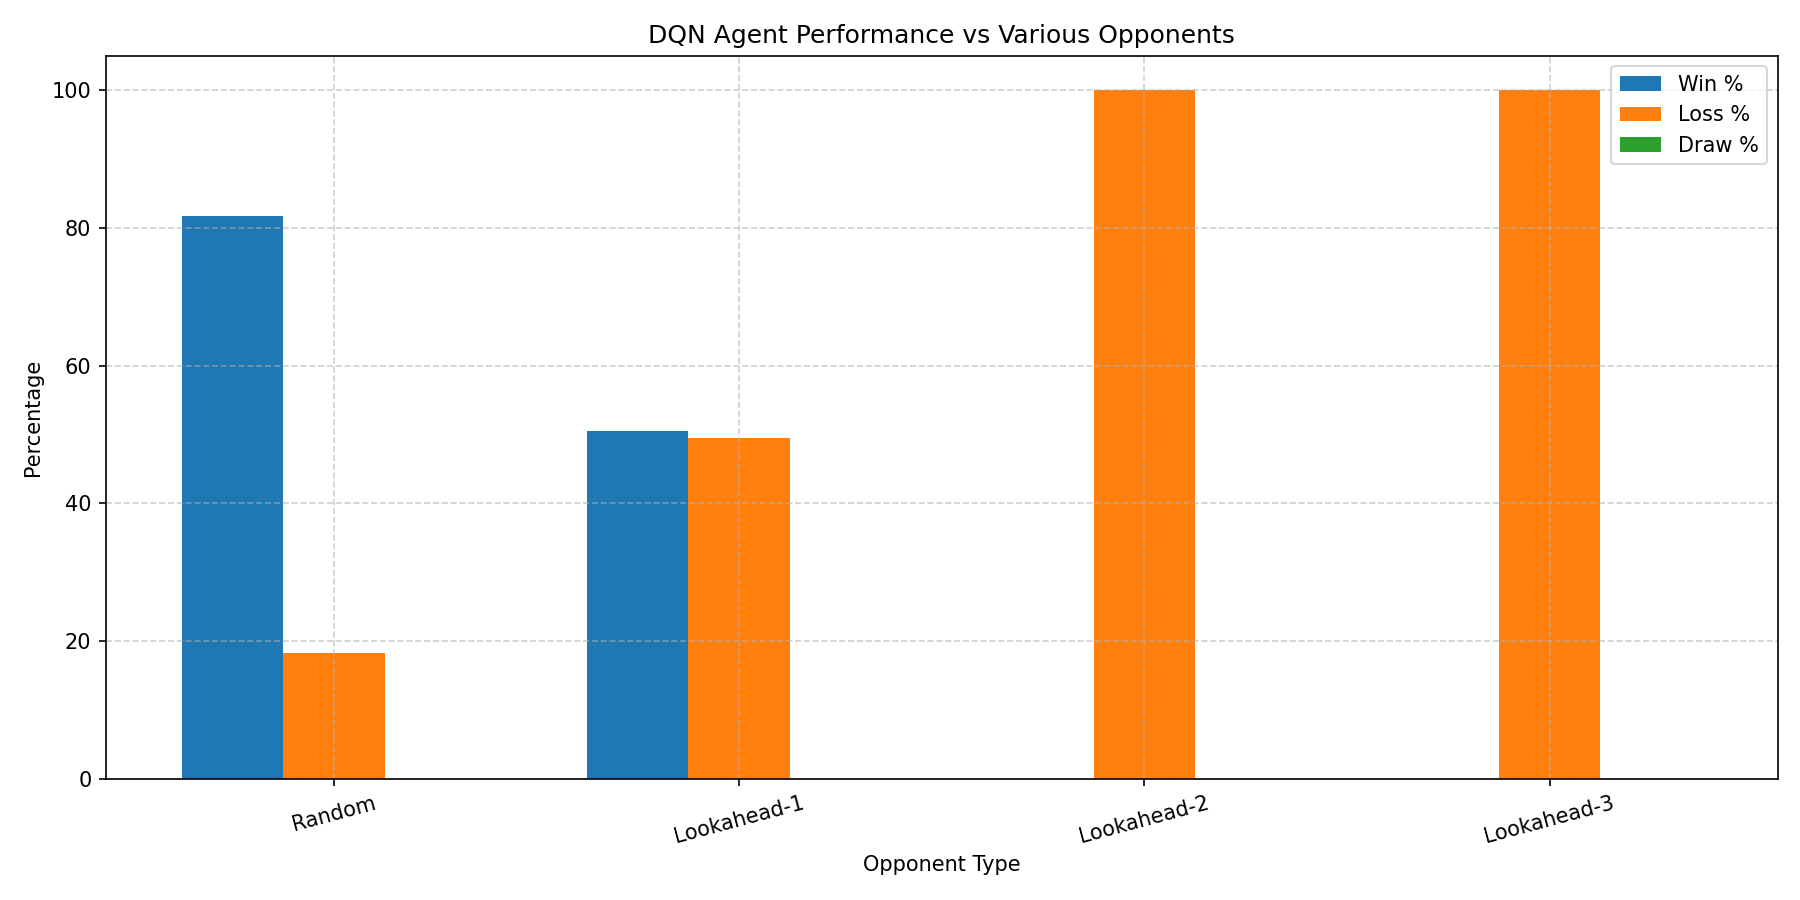 DQN Agent Performance vs Various Opponents
Win %
Loss %
Draw %
Percentage
100
80
60
40
20
0
Random
Lookahead-1
Lookahead-2
Lookahead-3
Opponent Type